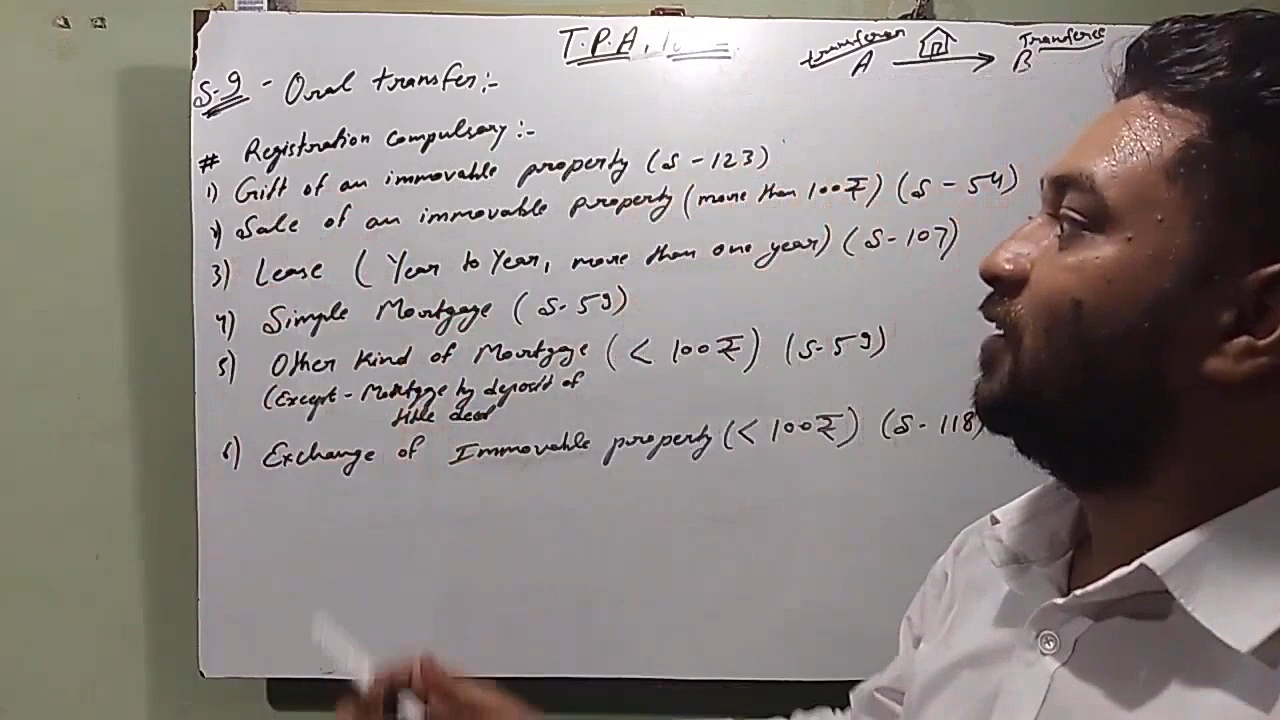 T.P.A.
transferor Transferee
A B
S-9 - Oral transfer:-
# Registration compulsory:-
1) Gift of an immovable property (S-123)
2) Sale of an immovable property (more than 100₹) (S-54)
3) Lease (Year to Year, more than one year) (S-107)
4) Simple Mortgage (S-59)
5) Other kind of Mortgage (< 100₹) (S-59)
(Except - Mortgage by deposit of
title deed
6) Exchange of Immovable property (< 100₹) (S-118)